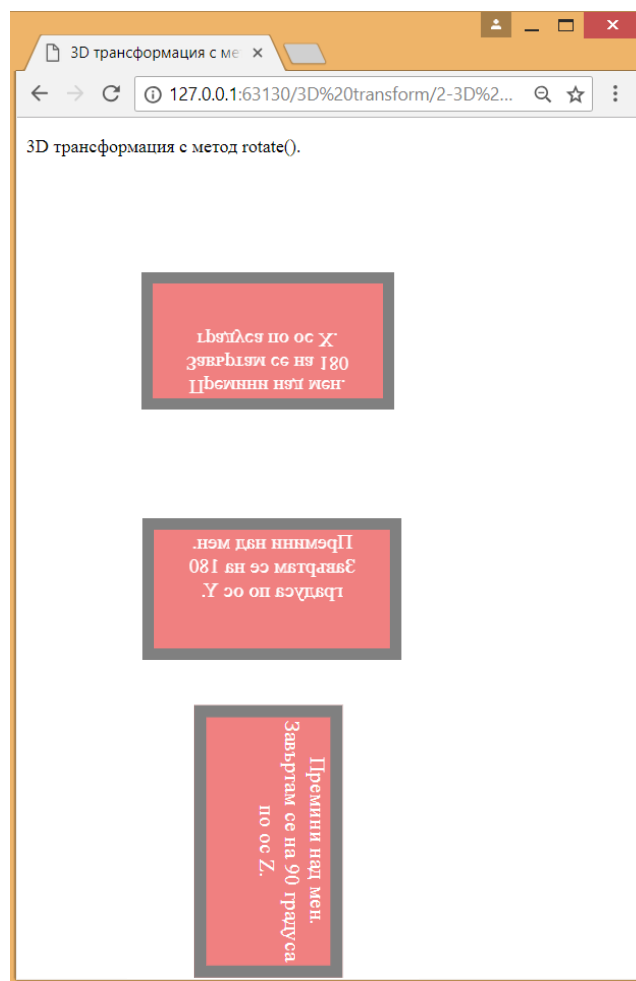 3D трансформация с ме
127.0.0.1:63130/3D%20transform/2-3D%2...
3D трансформация с метод rotate().
Премини над мен.
Завъртам се на 180
градуса по ос X.
Премини над мен.
Завъртам се на 180
градуса по ос Y.
Премини над мен.
Завъртам се на 90 градуса
по ос Z.